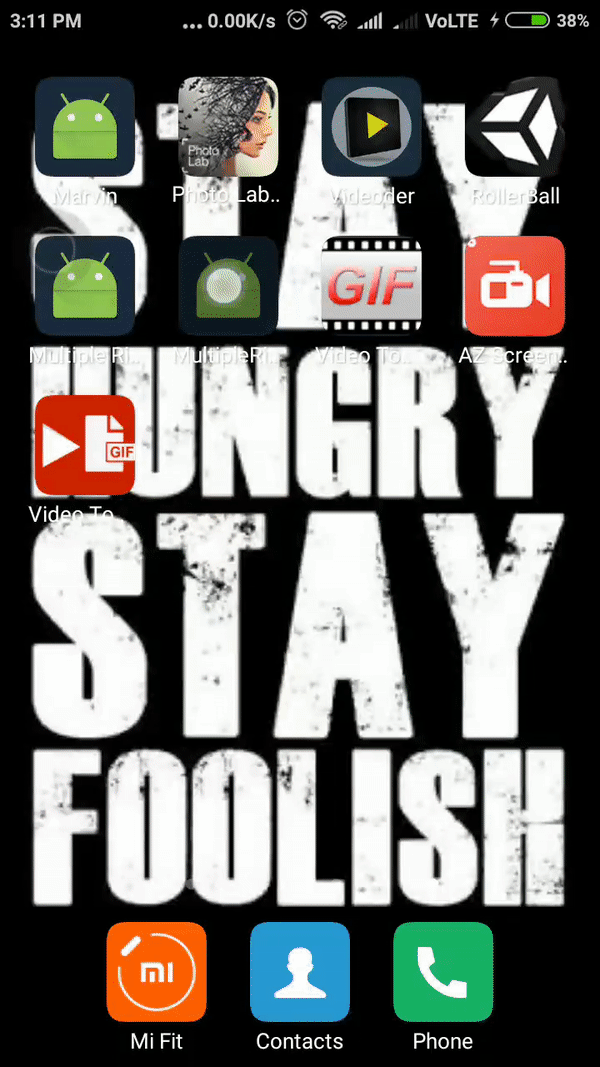 3:11 PM ... 0.00K/s VoLTE 38%
STAY
Photo
Lab
Marvin Photo Lab.. Videoder RollerBall
GIF
Multiple Ri.. MultipleRi.. Video To.. AZ Screen..
HUNGRY
GIF
Video To..
STAY
FOOLISH
mi
Mi Fit Contacts Phone